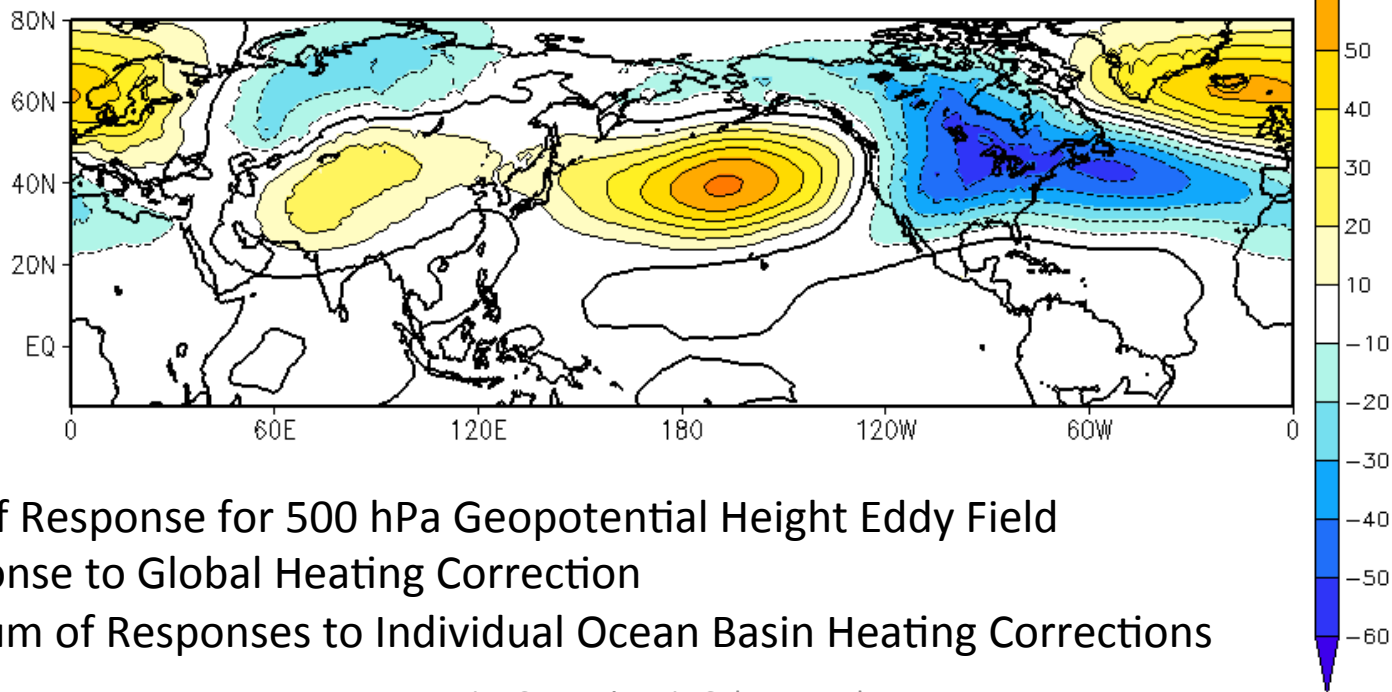 80N
60N
40N
20N
EQ
0 60E 120E 180 120W 60W 0
50
40
30
20
10
−10
−20
−30
−40
−50
−60
f Response for 500 hPa Geopotential Height Eddy Field
onse to Global Heating Correction
um of Responses to Individual Ocean Basin Heating Corrections